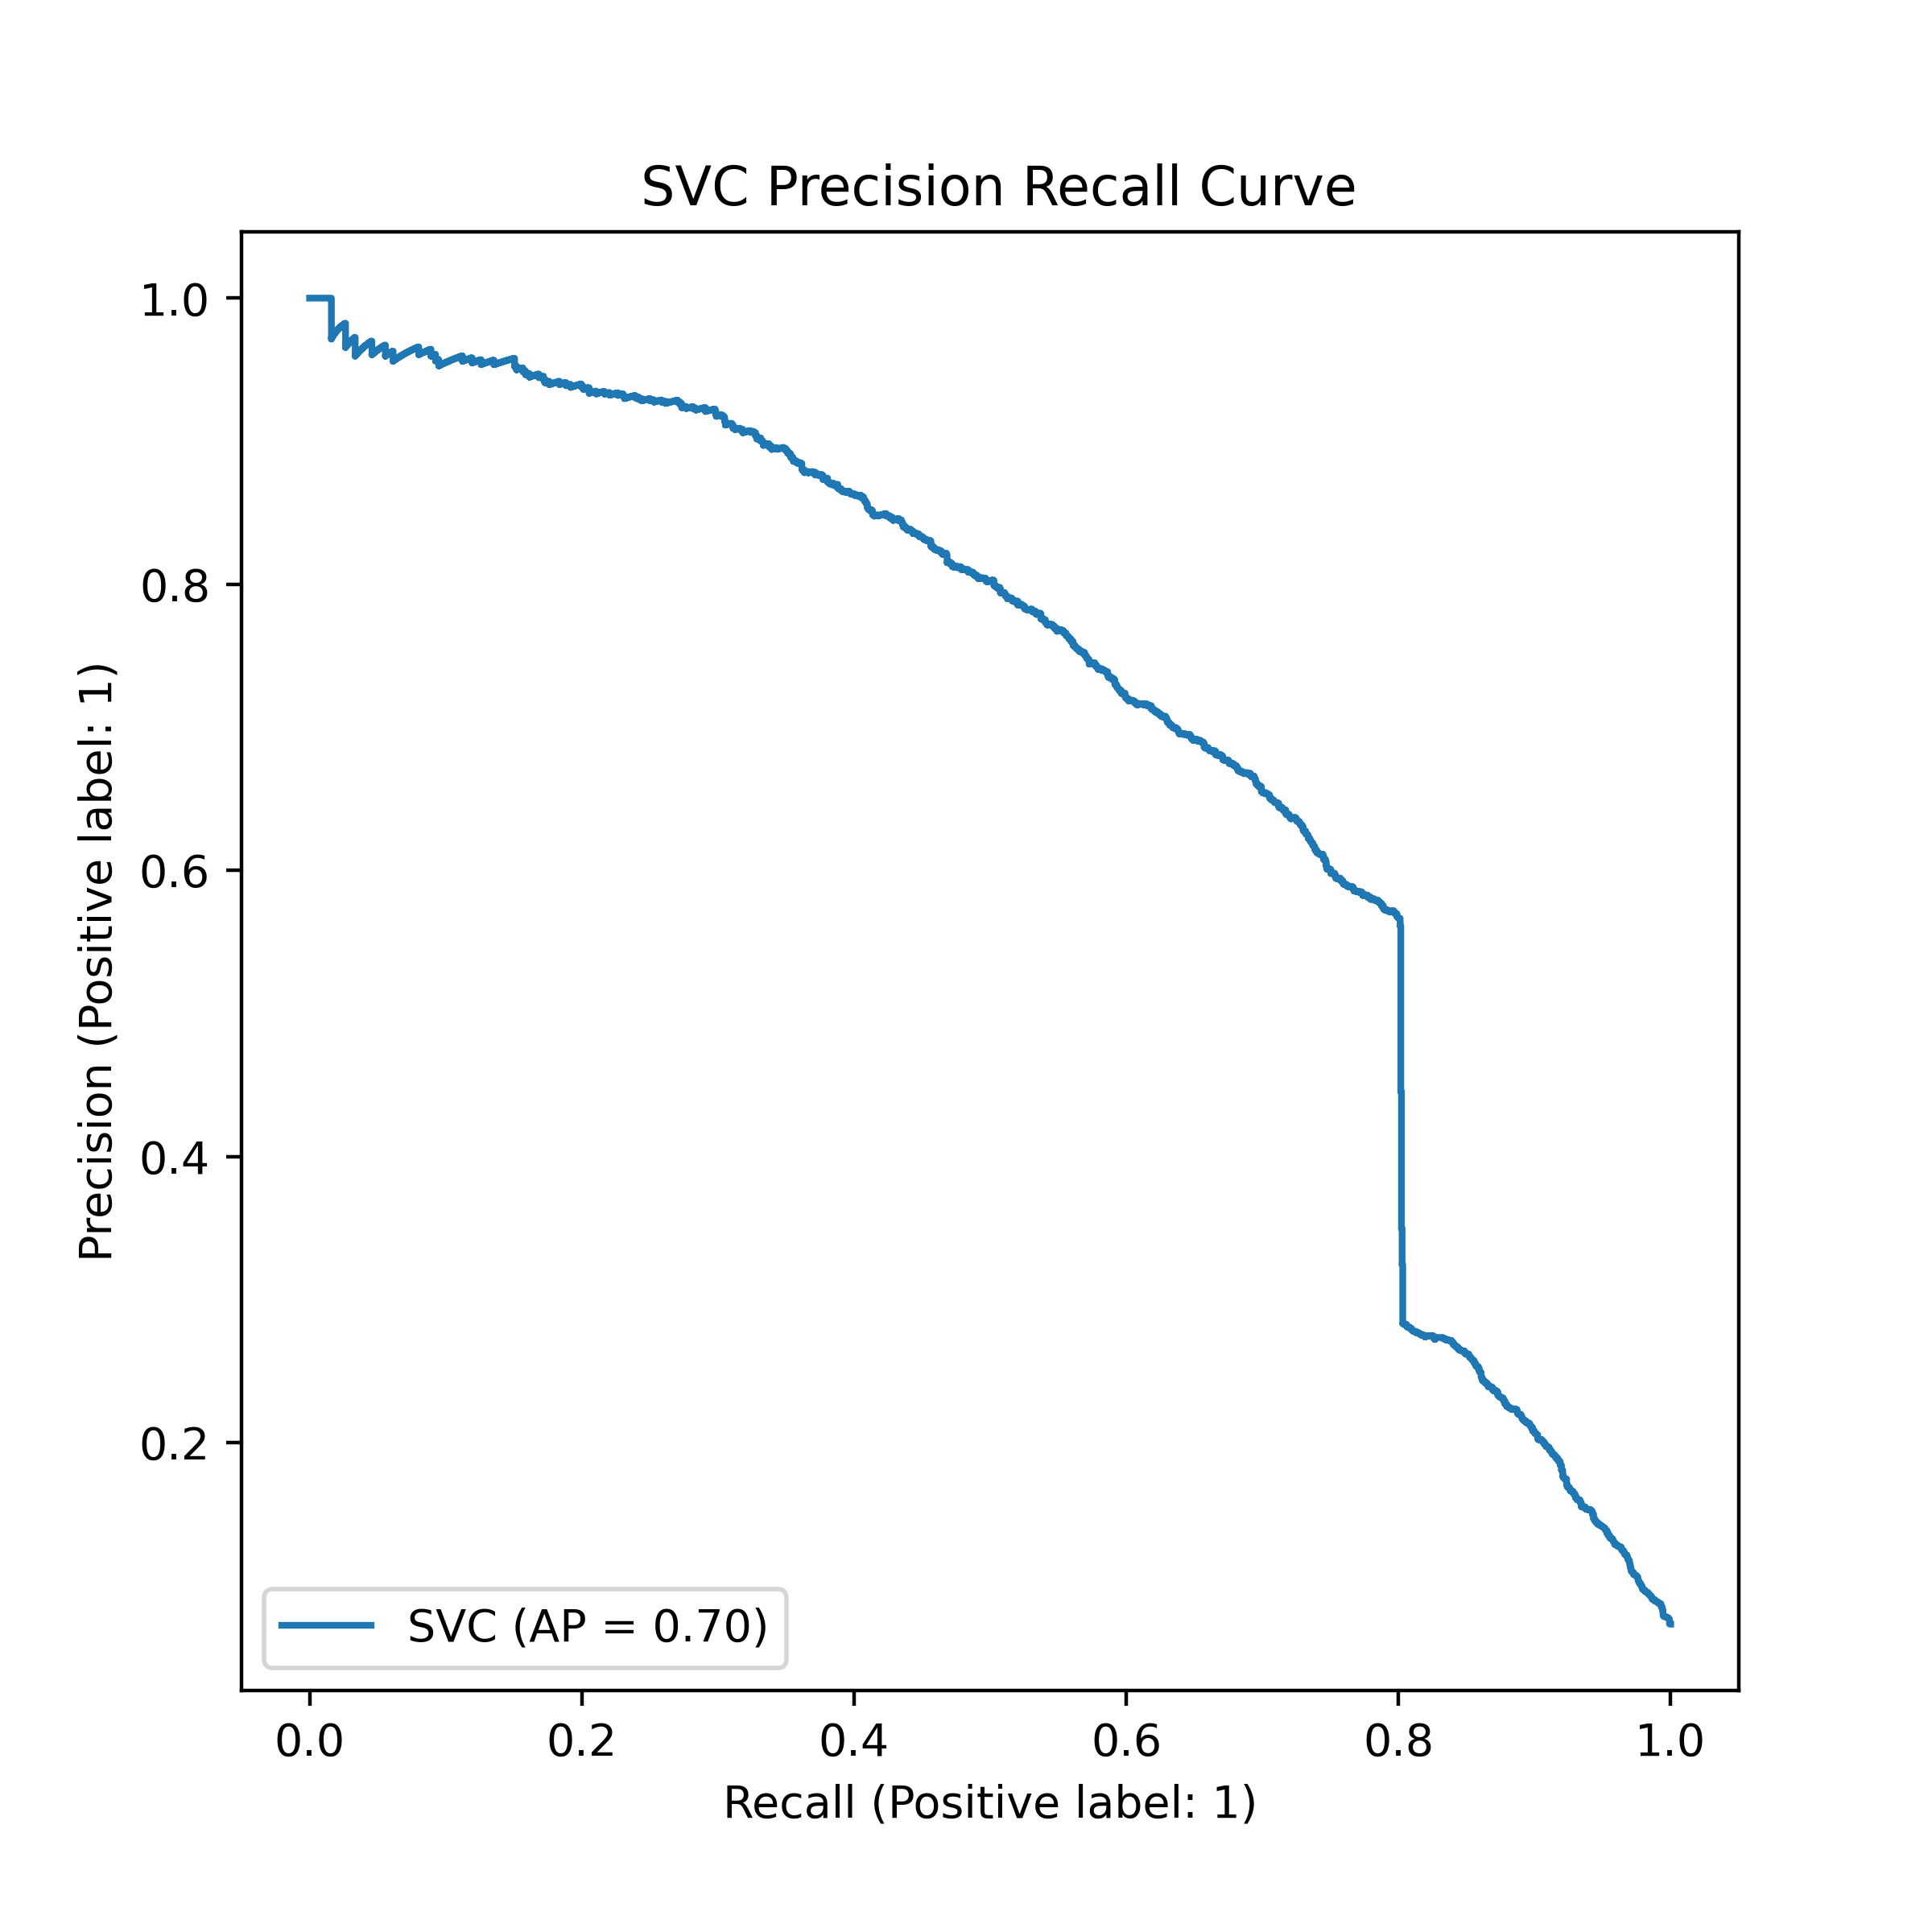 SVC Precision Recall Curve
Precision (Positive label: 1)
1.0
0.8
0.6
0.4
0.2
SVC (AP = 0.70)
0.0 0.2 0.4 0.6 0.8 1.0
Recall (Positive label: 1)